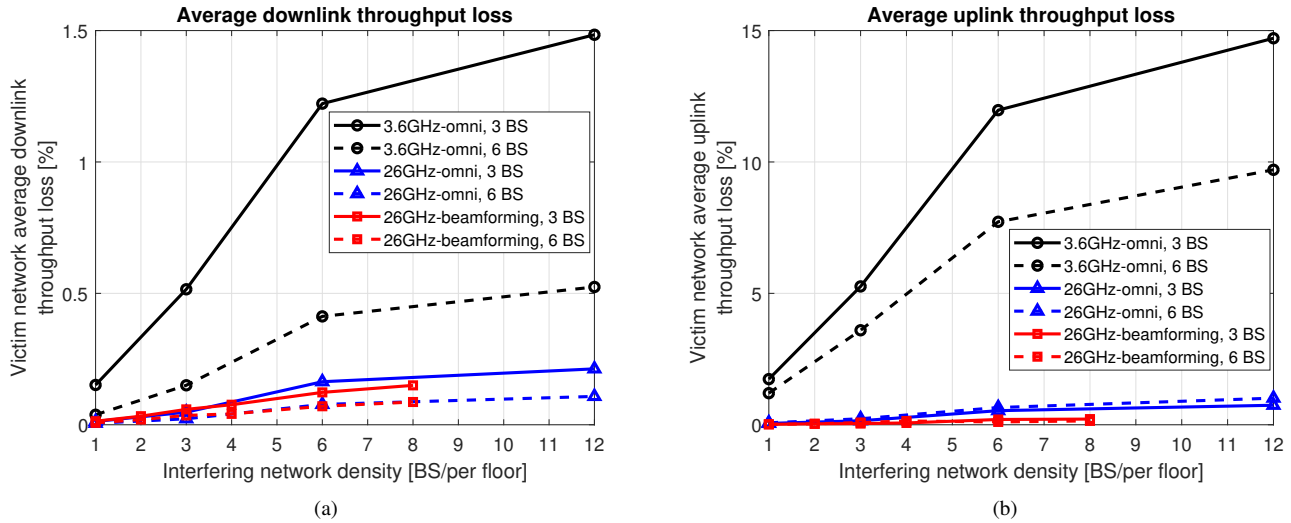 Average downlink throughput loss
1.5
1
0.5
0
Victim network average downlink
throughput loss [%]
3.6GHz-omni, 3 BS
3.6GHz-omni, 6 BS
26GHz-omni, 3 BS
26GHz-omni, 6 BS
26GHz-beamforming, 3 BS
26GHz-beamforming, 6 BS
1 2 3 4 5 6 7 8 9 10 11 12
Interfering network density [BS/per floor]
(a)
Average uplink throughput loss
15
10
5
0
Victim network average uplink
throughput loss [%]
3.6GHz-omni, 3 BS
3.6GHz-omni, 6 BS
26GHz-omni, 3 BS
26GHz-omni, 6 BS
26GHz-beamforming, 3 BS
26GHz-beamforming, 6 BS
1 2 3 4 5 6 7 8 9 10 11 12
Interfering network density [BS/per floor]
(b)